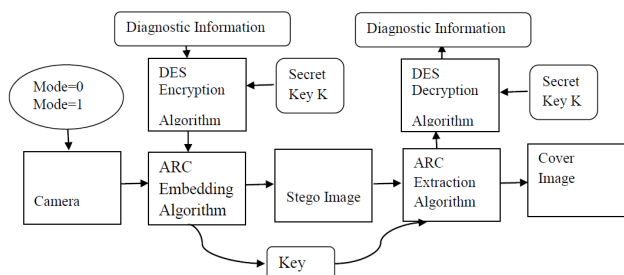 Diagnostic Information
Diagnostic Information
DES
Encryption
Algorithm
Secret
Key K
DES
Decryption
Algorithm
Secret
Key K
Mode=0
Mode=1
Camera
ARC
Embedding
Algorithm
Stego Image
ARC
Extraction
Algorithm
Cover
Image
Key